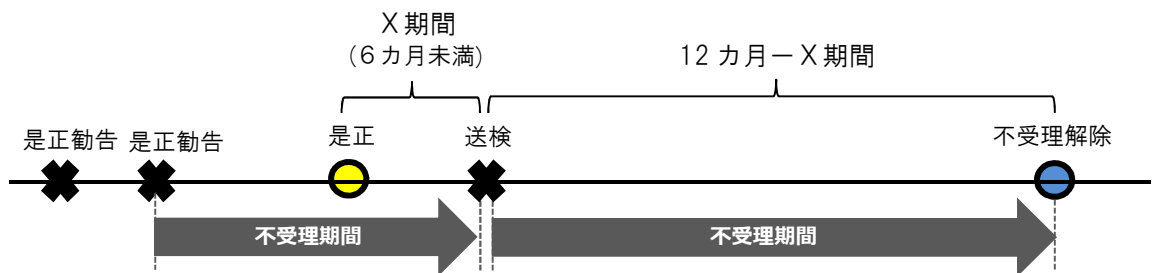 X期間
(6カ月未満)
12カ月ーX期間
是正勧告
是正勧告
是正
送検
不受理解除
不受理期間
不受理期間